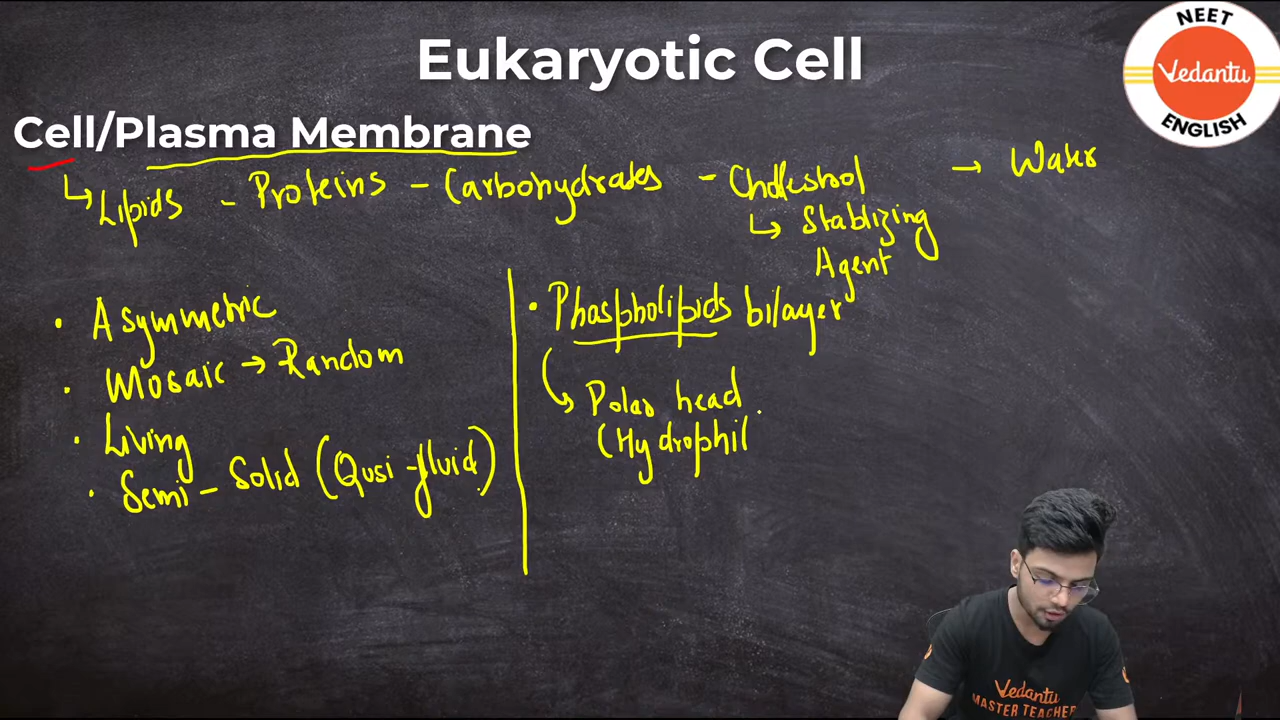 Eukaryotic Cell
NEET
Vedantu
ENGLISH
Cell/Plasma Membrane
↳ Lipids - Proteins - Carbohydrates - Cholestrol → Water
↳ Stablizing
Agent
• Asymmetric
• Mosaic → Random
• Living
• Semi-Solid (Qusi-fluid)
• Phospholipids bilayer
Polar head
(Hydrophil
Vedantu
MASTER TEACHER